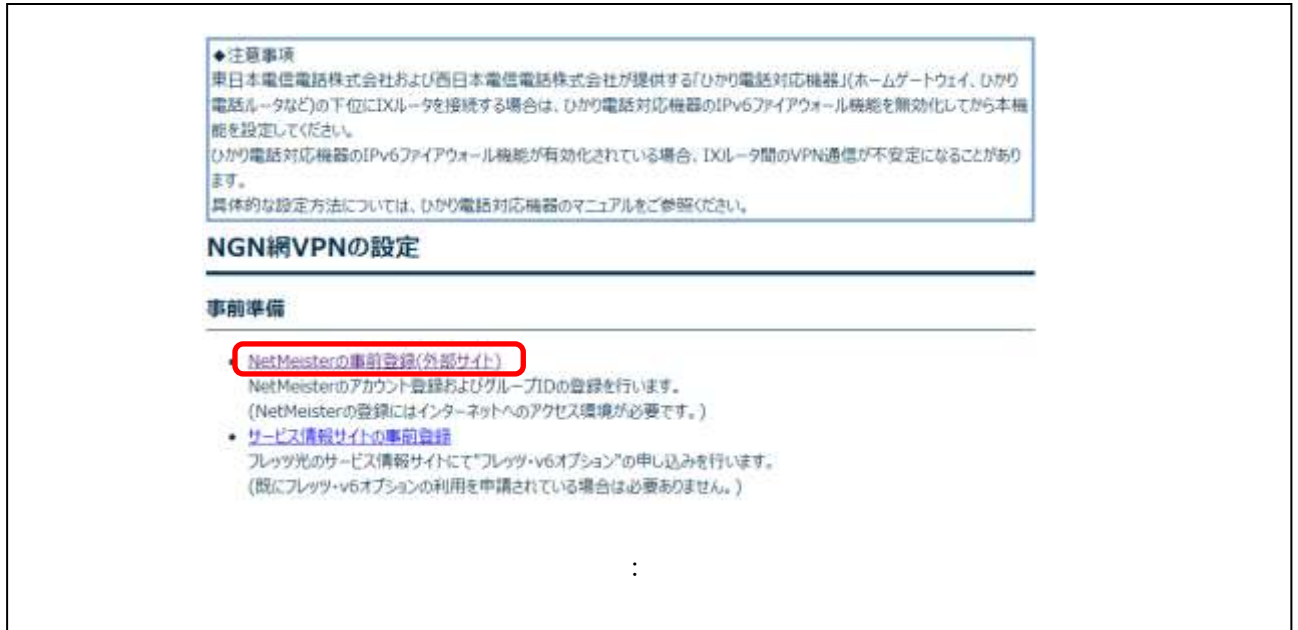 ◆注意事項
東日本電信電話株式会社および西日本電信電話株式会社が提供する「ひかり電話対応機器」(ホームゲートウェイ、ひかり
電話ルータなど)の下位にIXルータを接続する場合は、ひかり電話対応機器のIPv6ファイアウォール機能を無効化してから本機
能を設定してください。
ひかり電話対応機器のIPv6ファイアウォール機能が有効化されている場合、IXルータ間のVPN通信が不安定になることがあり
ます。
具体的な設定方法については、ひかり電話対応機器のマニュアルをご参照ください。
NGN網VPNの設定
事前準備
• NetMeisterの事前登録(外部サイト)
NetMeisterのアカウント登録およびグループIDの登録を行います。
(NetMeisterの登録にはインターネットへのアクセス環境が必要です。)
• サービス情報サイトの事前登録
フレッツ光のサービス情報サイトにて"フレッツ・v6オプション"の申し込みを行います。
(既にフレッツ・v6オプションの利用を申請されている場合は必要ありません。)
: